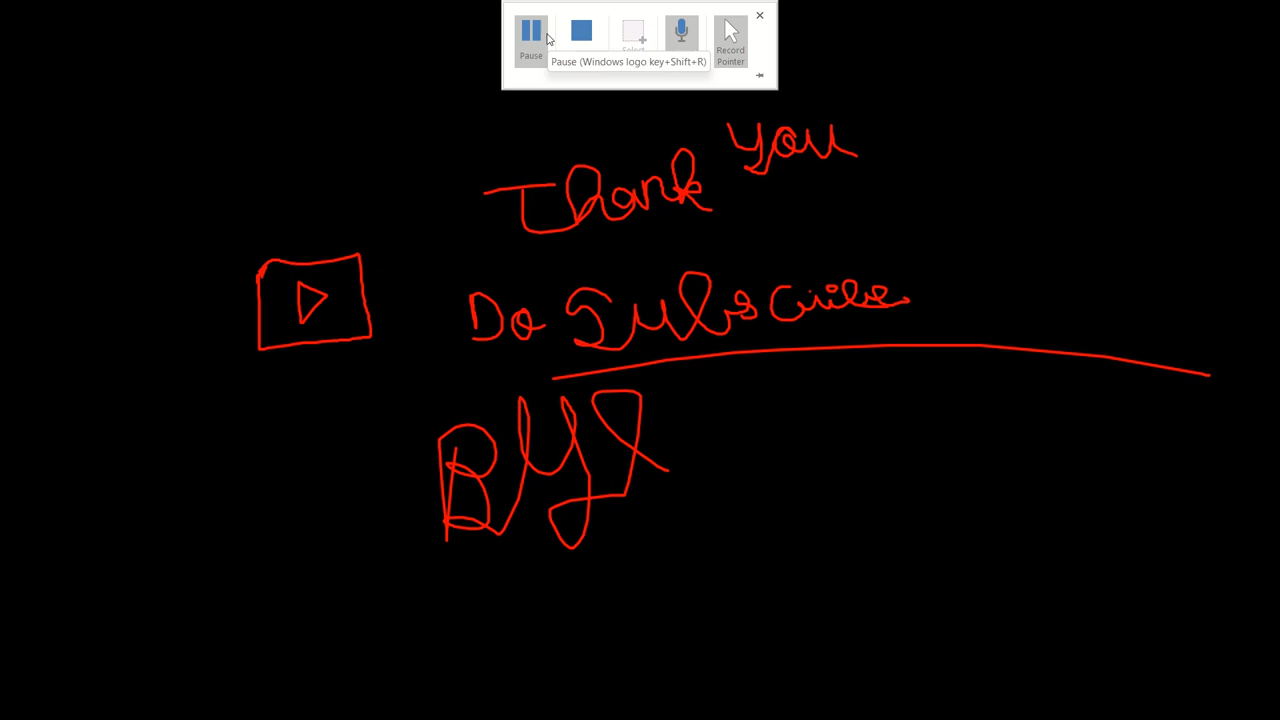 Pause
Record
Pointer
Pause (Windows logo key+Shift+R)
Thank You
Do Subscribe
BYE